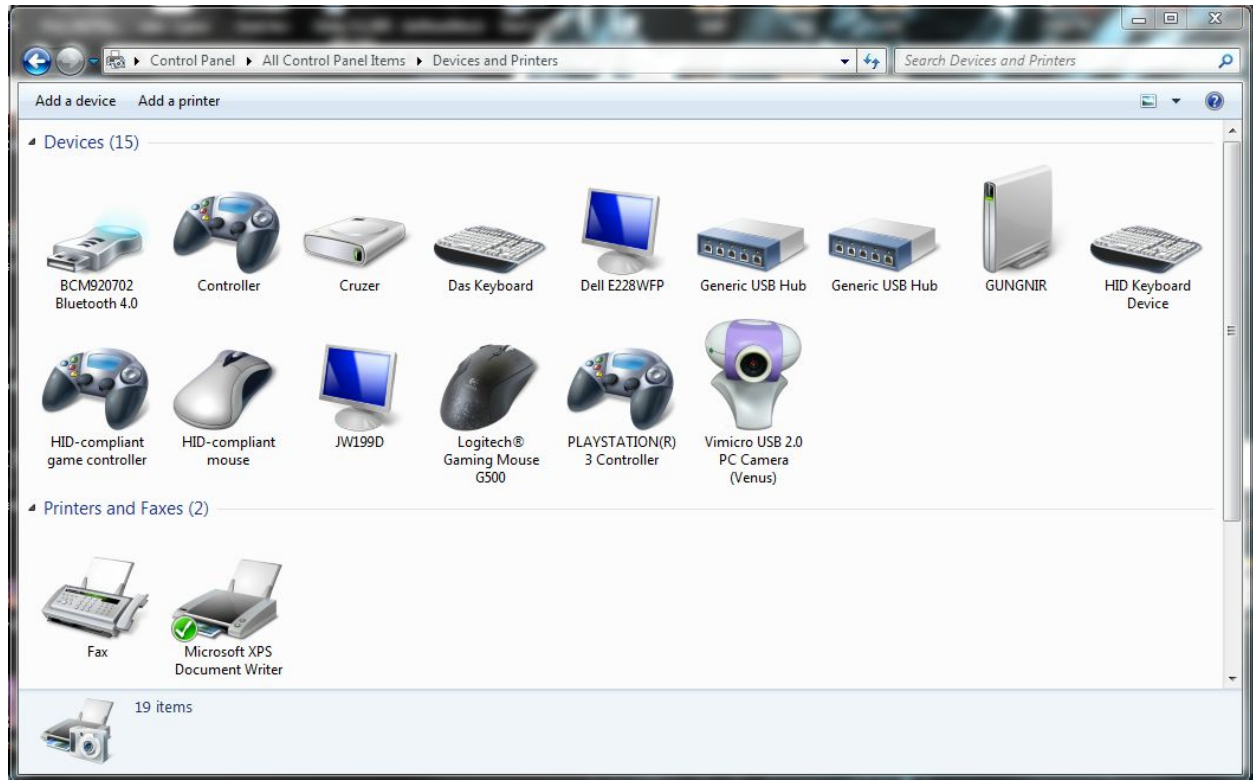 Control Panel ▸ All Control Panel Items ▸ Devices and Printers
Search Devices and Printers
Add a device Add a printer
Devices (15)
BCM920702
Bluetooth 4.0
Controller
Cruzer
Das Keyboard
Dell E228WFP
Generic USB Hub
Generic USB Hub
GUNGNIR
HID Keyboard
Device
HID-compliant
game controller
HID-compliant
mouse
JW199D
Logitech®
Gaming Mouse
G500
PLAYSTATION(R)
3 Controller
Vimicro USB 2.0
PC Camera
(Venus)
Printers and Faxes (2)
Fax
Microsoft XPS
Document Writer
19 items